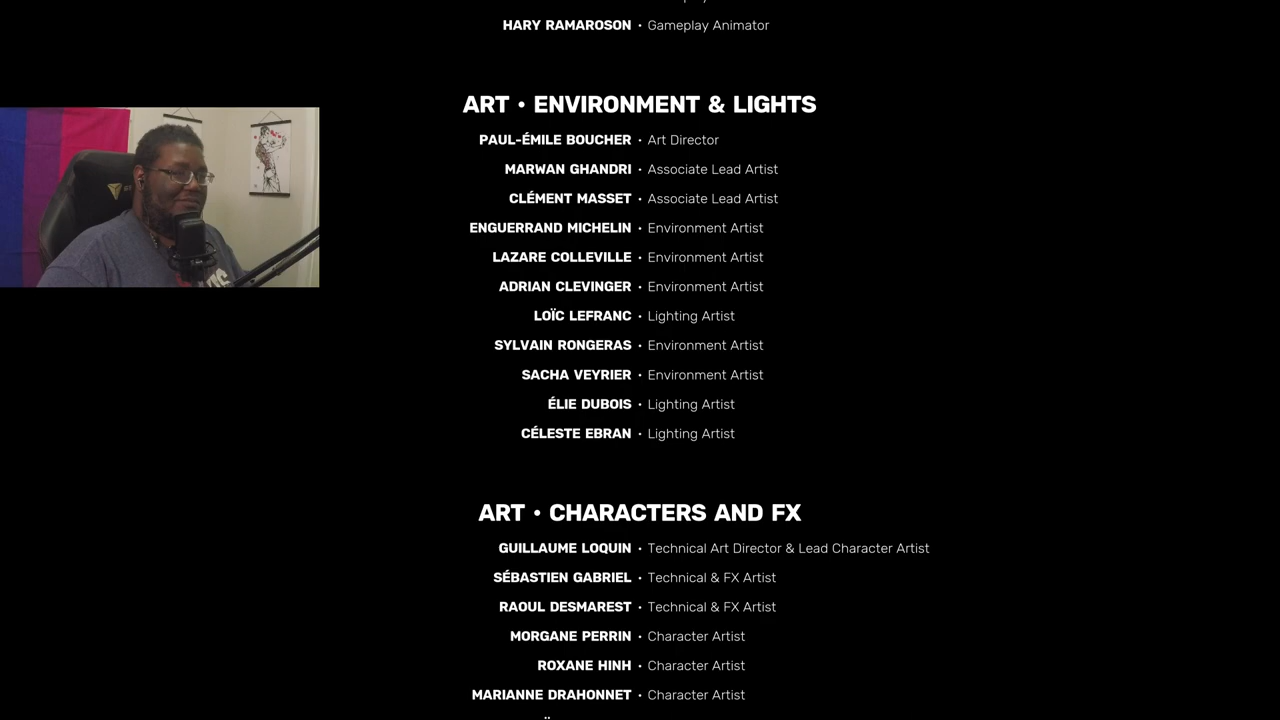 HARY RAMAROSON • Gameplay Animator
ART • ENVIRONMENT & LIGHTS
PAUL-ÉMILE BOUCHER • Art Director
MARWAN GHANDRI • Associate Lead Artist
CLÉMENT MASSET • Associate Lead Artist
ENGUERRAND MICHELIN • Environment Artist
LAZARE COLLEVILLE • Environment Artist
ADRIAN CLEVINGER • Environment Artist
LOÏC LEFRANC • Lighting Artist
SYLVAIN RONGERAS • Environment Artist
SACHA VEYRIER • Environment Artist
ÉLIE DUBOIS • Lighting Artist
CÉLESTE EBRAN • Lighting Artist
ART • CHARACTERS AND FX
GUILLAUME LOQUIN • Technical Art Director & Lead Character Artist
SÉBASTIEN GABRIEL • Technical & FX Artist
RAOUL DESMAREST • Technical & FX Artist
MORGANE PERRIN • Character Artist
ROXANE HINH • Character Artist
MARIANNE DRAHONNET • Character Artist